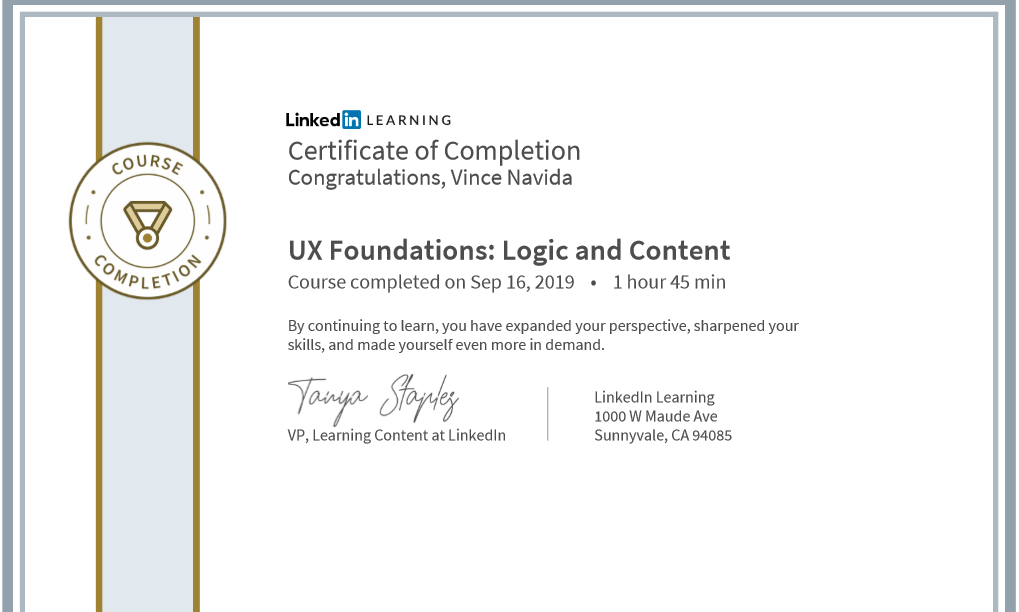 LinkedIn LEARNING
Certificate of Completion
Congratulations, Vince Navida
COURSE
COMPLETION
UX Foundations: Logic and Content
Course completed on Sep 16, 2019 • 1 hour 45 min
By continuing to learn, you have expanded your perspective, sharpened your
skills, and made yourself even more in demand.
Tanya Staples
VP, Learning Content at LinkedIn
LinkedIn Learning
1000 W Maude Ave
Sunnyvale, CA 94085